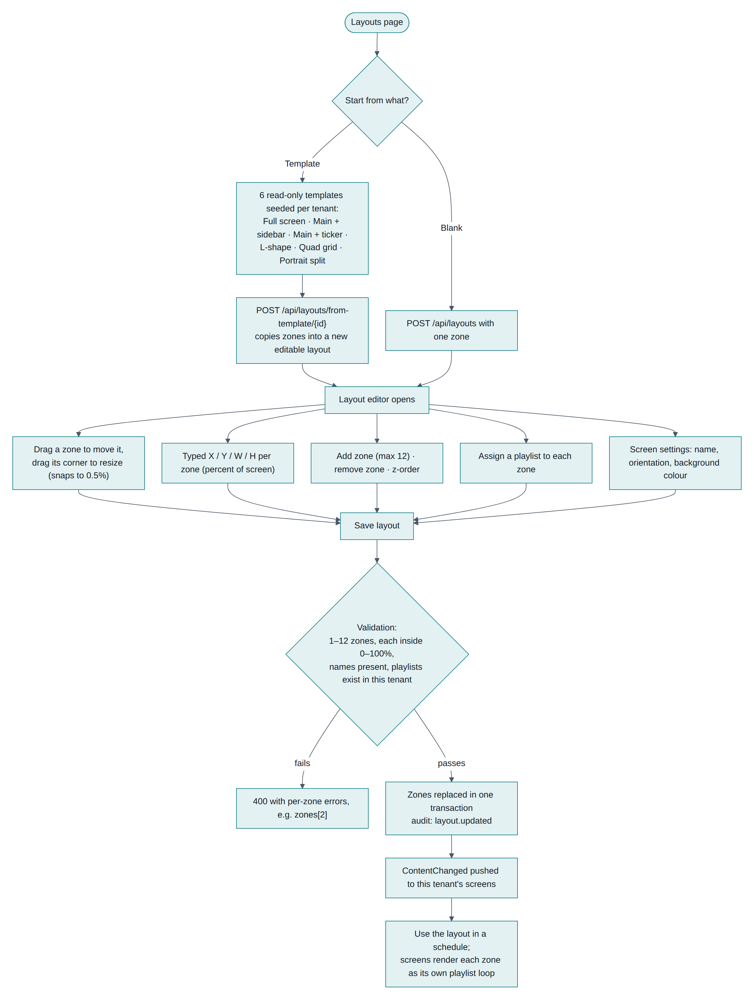 Layouts page
Start from what?
Template
Blank
6 read-only templates
seeded per tenant:
Full screen · Main +
sidebar · Main + ticker ·
L-shape · Quad grid ·
Portrait split
POST /api/layouts/from-
template/{id}
copies zones into a new
editable layout
POST /api/layouts with
one zone
Layout editor opens
Drag a zone to move it,
drag its corner to resize
(snaps to 0.5%)
Typed X / Y / W / H per
zone (percent of screen)
Add zone (max 12) ·
remove zone · z-order
Assign a playlist to each
zone
Screen settings: name,
orientation, background
colour
Save layout
Validation:
1–12 zones, each inside
0–100%,
names present, playlists
exist in this tenant
fails
passes
400 with per-zone errors,
e.g. zones[2]
Zones replaced in one
transaction
audit: layout.updated
ContentChanged pushed
to this tenant's screens
Use the layout in a
schedule;
screens render each zone
as its own playlist loop